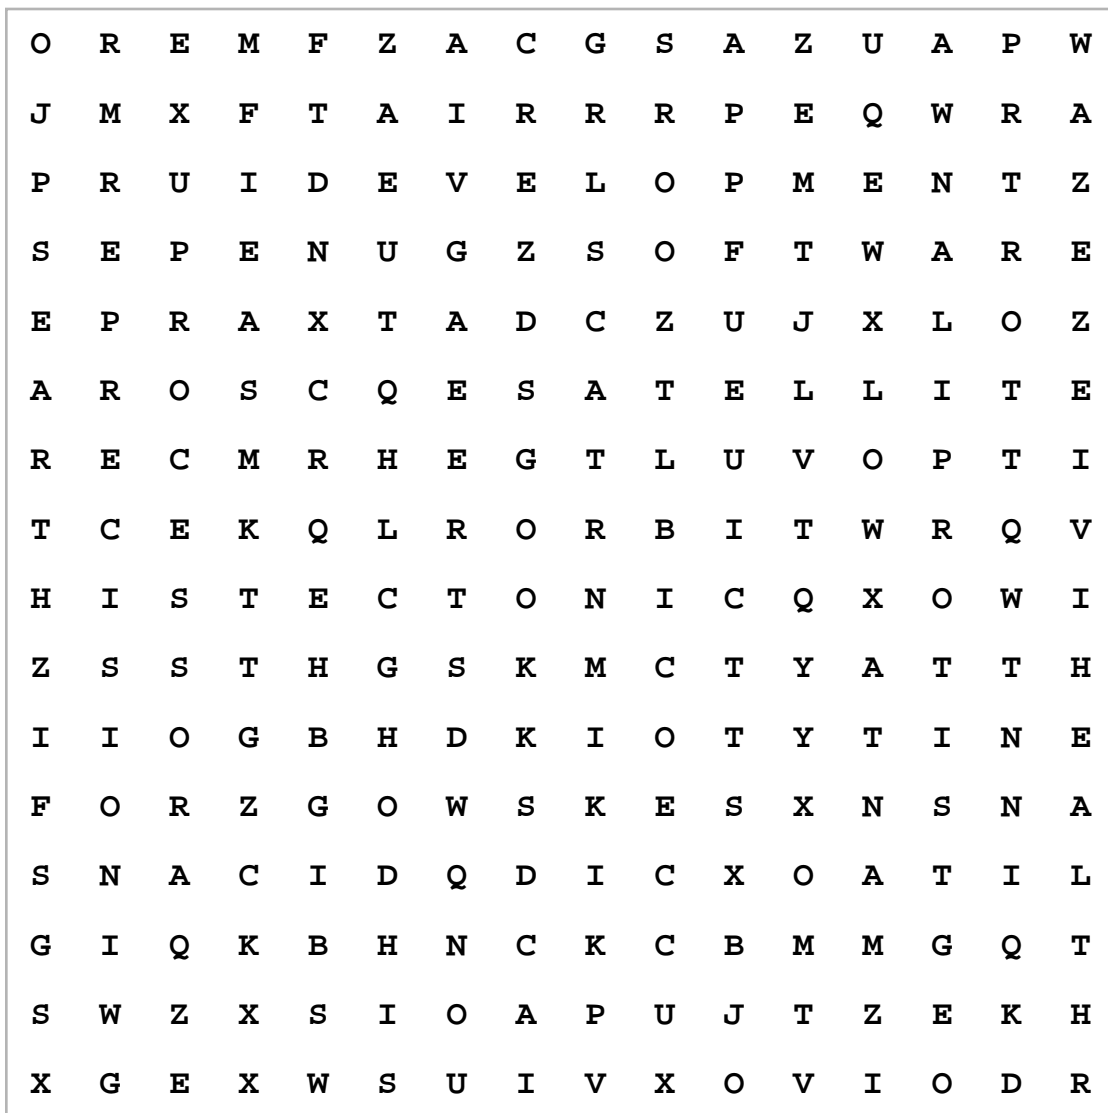 O R E M F Z A C G S A Z U A P W
J M X F T A I R R R P E Q W R A
P R U I D E V E L O P M E N T Z
S E P E N U G Z S O F T W A R E
E P R A X T A D C Z U J X L O Z
A R O S C Q E S A T E L L I T E
R E C M R H E G T L U V O P T I
T C E K Q L R O R B I T W R Q V
H I S T E C T O N I C Q X O W I
Z S S T H G S K M C T Y A T T H
I I O G B H D K I O T Y T I N E
F O R Z G O W S K E S X N S N A
S N A C I D Q D I C X O A T I L
G I Q K B H N C K C B M M G Q T
S W Z X S I O A P U J T Z E K H
X G E X W S U I V X O V I O D R